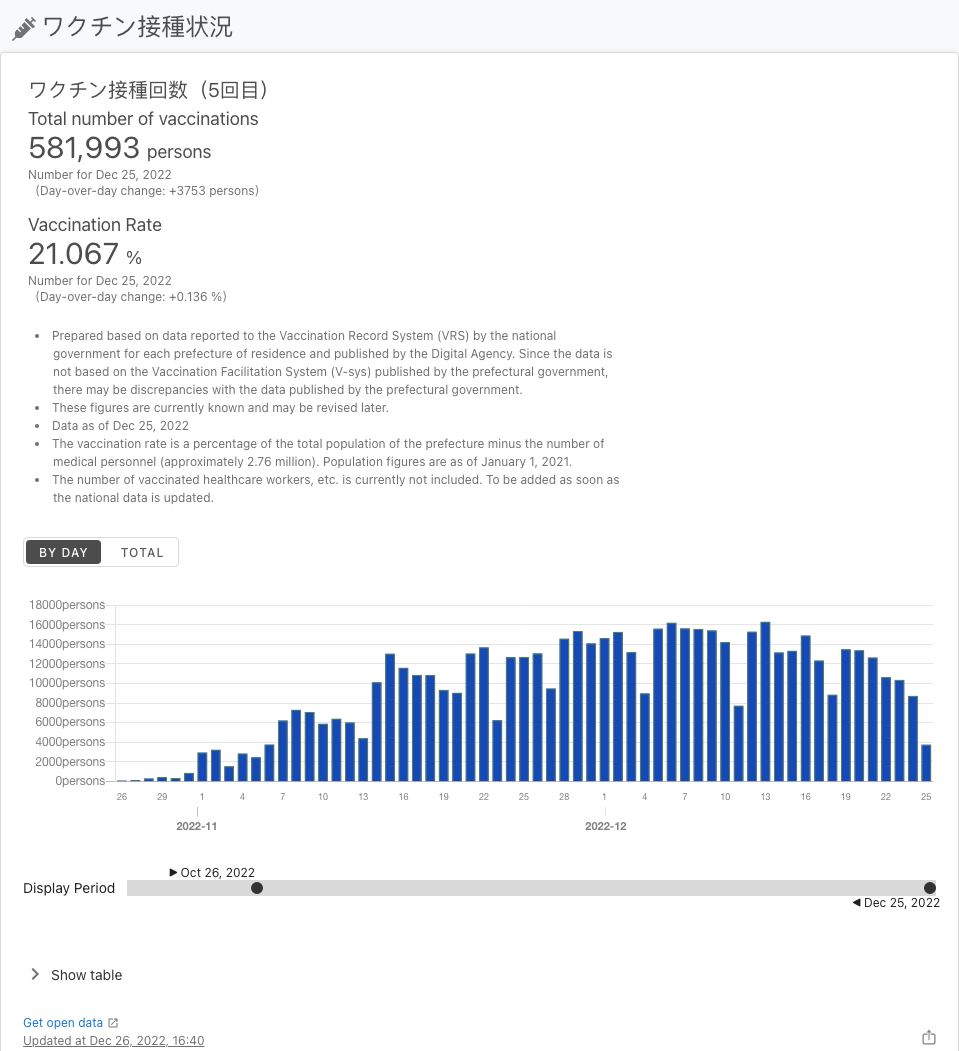 ワクチン接種状況
ワクチン接種回数（5回目）
Total number of vaccinations
581,993 persons
Number for Dec 25, 2022
（Day-over-day change: +3753 persons）
Vaccination Rate
21.067 %
Number for Dec 25, 2022
（Day-over-day change: +0.136 %）
• Prepared based on data reported to the Vaccination Record System (VRS) by the national
government for each prefecture of residence and published by the Digital Agency. Since the data is
not based on the Vaccination Facilitation System (V-sys) published by the prefectural government,
there may be discrepancies with the data published by the prefectural government.
• These figures are currently known and may be revised later.
• Data as of Dec 25, 2022
• The vaccination rate is a percentage of the total population of the prefecture minus the number of
medical personnel (approximately 2.76 million). Population figures are as of January 1, 2021.
• The number of vaccinated healthcare workers, etc. is currently not included. To be added as soon as
the national data is updated.
BY DAY TOTAL
18000persons
16000persons
14000persons
12000persons
10000persons
8000persons
6000persons
4000persons
2000persons
0persons
26 29 1 4 7 10 13 16 19 22 25 28 1 4 7 10 13 16 19 22 25
2022-11 2022-12
Oct 26, 2022
Display Period
Dec 25, 2022
Show table
Get open data
Updated at Dec 26, 2022, 16:40